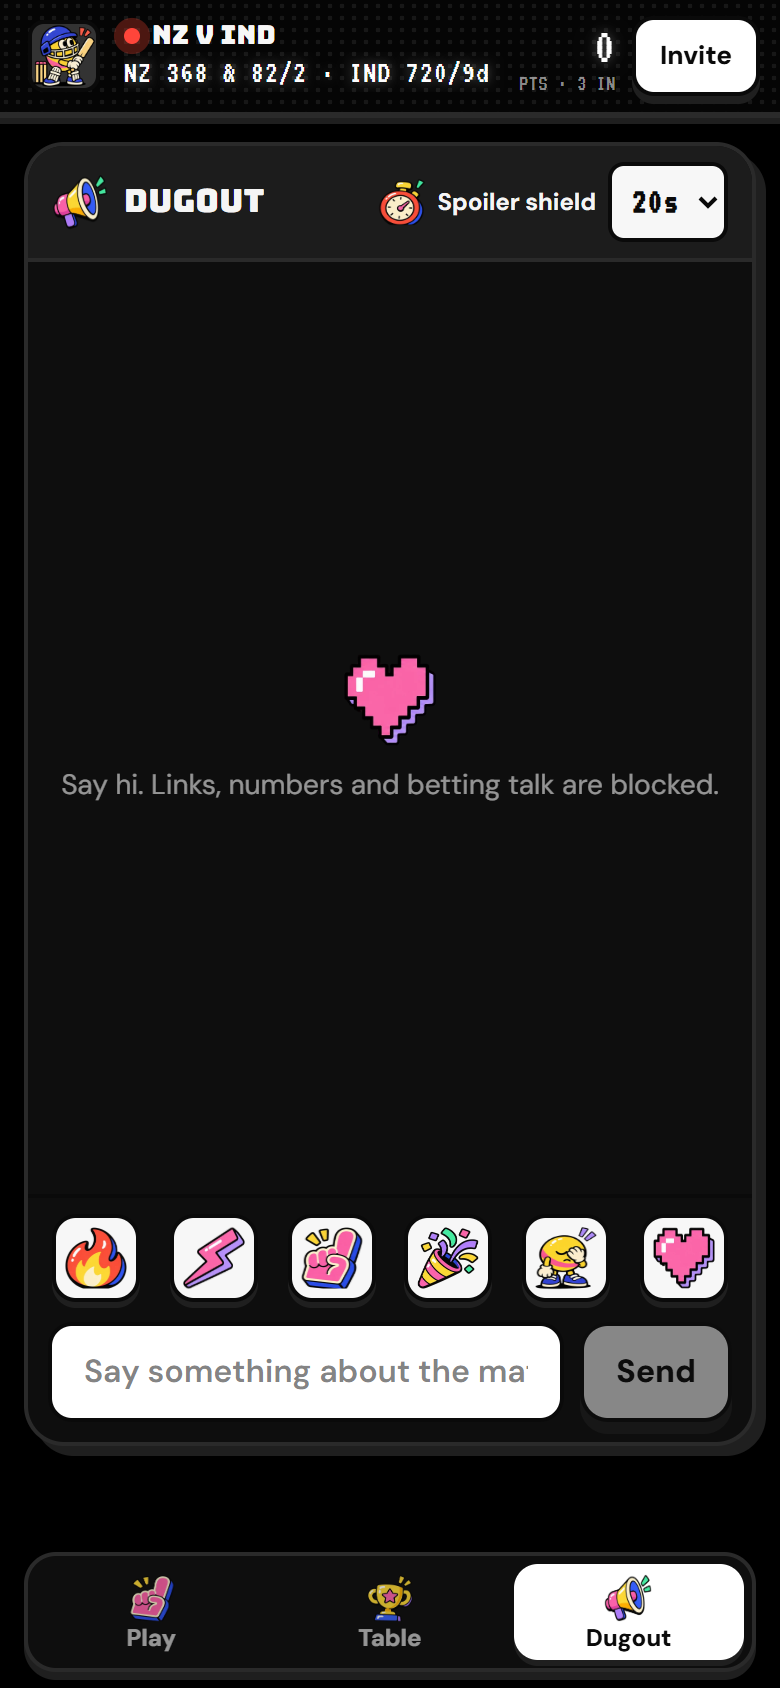 NZ V IND
NZ 368 & 82/2 · IND 720/9d
0
PTS · 3 IN
Invite
DUGOUT
Spoiler shield
20s
Say hi. Links, numbers and betting talk are blocked.
Say something about the ma
Send
Play
Table
Dugout